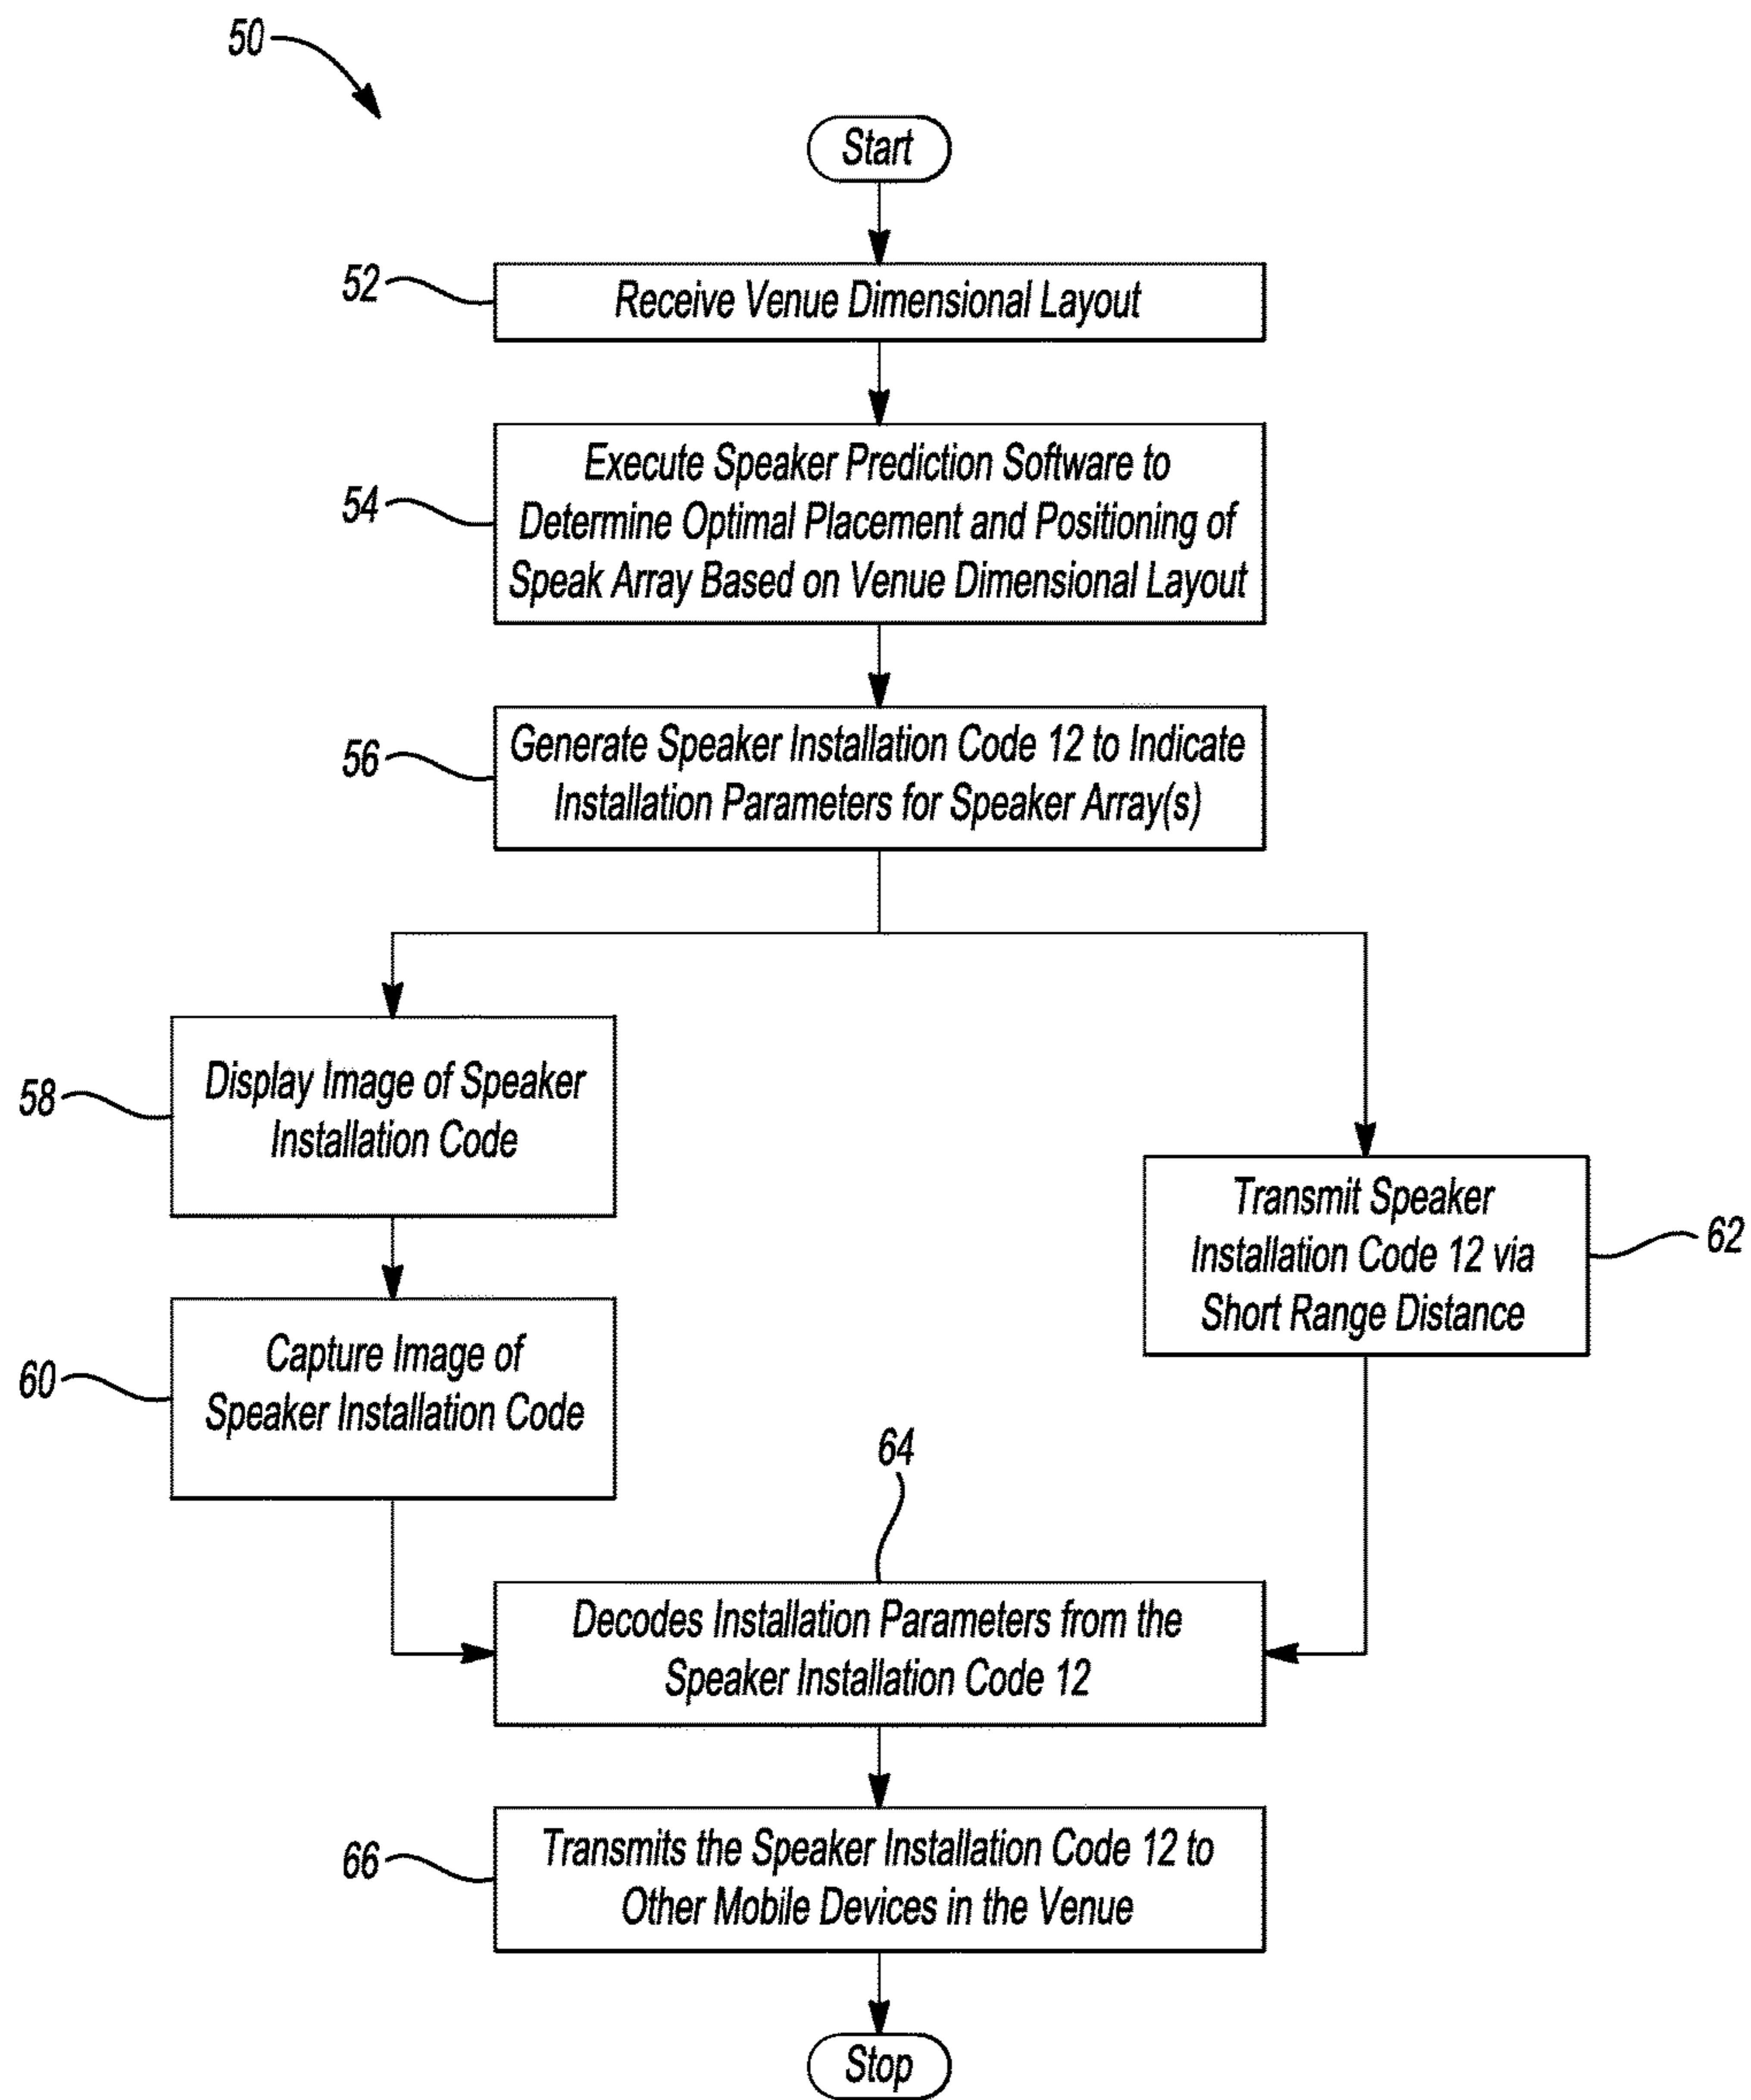 50
Start
52
Receive Venue Dimensional Layout
54
Execute Speaker Prediction Software to
Determine Optimal Placement and Positioning of
Speak Array Based on Venue Dimensional Layout
56
Generate Speaker Installation Code 12 to Indicate
Installation Parameters for Speaker Array(s)
58
Display Image of Speaker
Installation Code
62
Transmit Speaker
Installation Code 12 via
Short Range Distance
60
Capture Image of
Speaker Installation Code
64
Decodes Installation Parameters from the
Speaker Installation Code 12
66
Transmits the Speaker Installation Code 12 to
Other Mobile Devices in the Venue
Stop